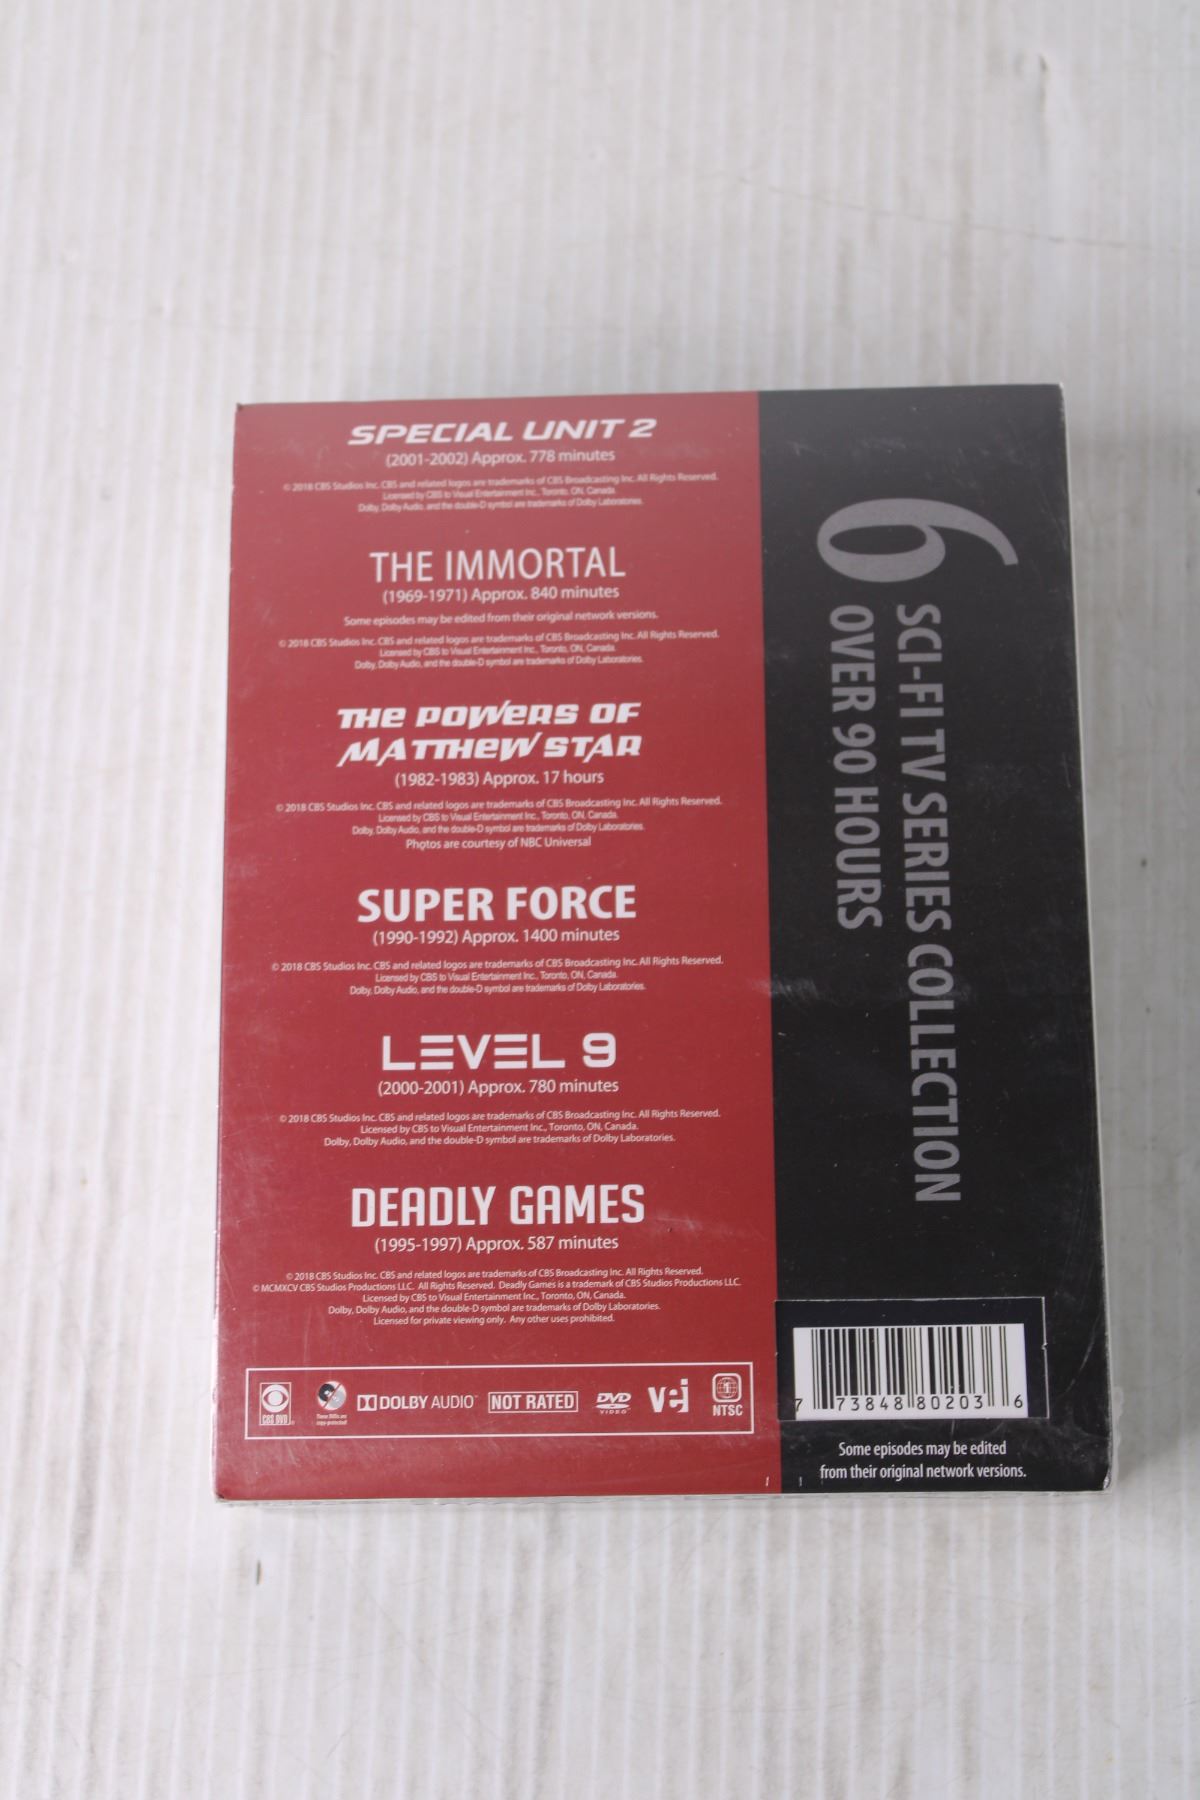 SPECIAL UNIT 2
(2001-2002) Approx. 778 minutes
© 2018 CBS Studios Inc. CBS and related logos are trademarks of CBS Broadcasting Inc. All Rights Reserved.
Licensed by CBS to Visual Entertainment Inc., Toronto, ON, Canada.
Dolby, Dolby Audio, and the double-D symbol are trademarks of Dolby Laboratories.
THE IMMORTAL
(1969-1971) Approx. 840 minutes
Some episodes may be edited from their original network versions.
© 2018 CBS Studios Inc. CBS and related logos are trademarks of CBS Broadcasting Inc. All Rights Reserved.
Licensed by CBS to Visual Entertainment Inc., Toronto, ON, Canada.
Dolby, Dolby Audio, and the double-D symbol are trademarks of Dolby Laboratories.
THE POWERS OF
MATTHEW STAR
(1982-1983) Approx. 17 hours
© 2018 CBS Studios Inc. CBS and related logos are trademarks of CBS Broadcasting Inc. All Rights Reserved.
Licensed by CBS to Visual Entertainment Inc., Toronto, ON, Canada.
Dolby, Dolby Audio, and the double-D symbol are trademarks of Dolby Laboratories.
Photos are courtesy of NBC Universal
SUPER FORCE
(1990-1992) Approx. 1400 minutes
© 2018 CBS Studios Inc. CBS and related logos are trademarks of CBS Broadcasting Inc. All Rights Reserved.
Licensed by CBS to Visual Entertainment Inc., Toronto, ON, Canada.
Dolby, Dolby Audio, and the double-D symbol are trademarks of Dolby Laboratories.
LEVEL 9
(2000-2001) Approx. 780 minutes
© 2018 CBS Studios Inc. CBS and related logos are trademarks of CBS Broadcasting Inc. All Rights Reserved.
Licensed by CBS to Visual Entertainment Inc., Toronto, ON, Canada.
Dolby, Dolby Audio, and the double-D symbol are trademarks of Dolby Laboratories.
DEADLY GAMES
(1995-1997) Approx. 587 minutes
© 2018 CBS Studios Inc. CBS and related logos are trademarks of CBS Broadcasting Inc. All Rights Reserved.
© MCMXCV CBS Studios Productions LLC. All Rights Reserved. Deadly Games is a trademark of CBS Studios Productions LLC.
Licensed by CBS to Visual Entertainment Inc., Toronto, ON, Canada.
Dolby, Dolby Audio, and the double-D symbol are trademarks of Dolby Laboratories.
Licensed for private viewing only. Any other uses prohibited.
CBS DVD
These DVDs are
copy-protected
DOLBY AUDIO™
NOT RATED
DVD
VIDEO
vei
1
NTSC
6
SCI-FI TV SERIES COLLECTION
OVER 90 HOURS
7 73848 80203 6
Some episodes may be edited
from their original network versions.